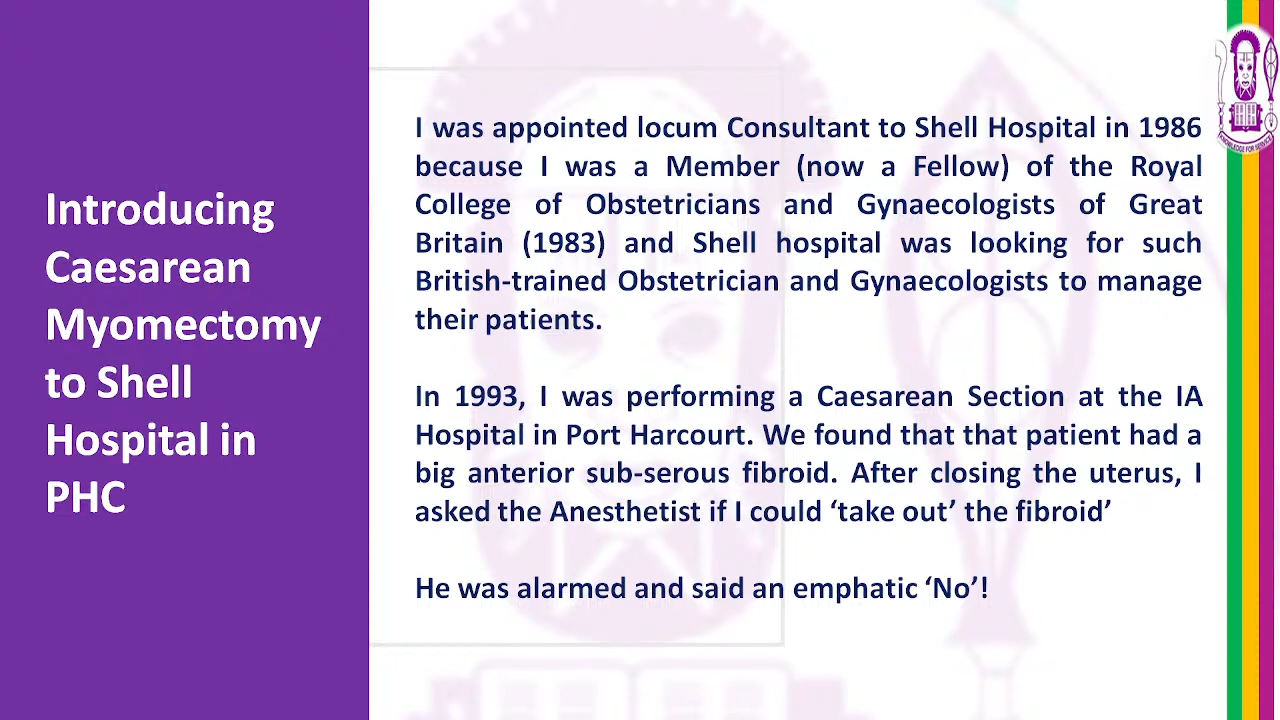 Introducing
Caesarean
Myomectomy
to Shell
Hospital in
PHC
I was appointed locum Consultant to Shell Hospital in 1986
because I was a Member (now a Fellow) of the Royal
College of Obstetricians and Gynaecologists of Great
Britain (1983) and Shell hospital was looking for such
British-trained Obstetrician and Gynaecologists to manage
their patients.
In 1993, I was performing a Caesarean Section at the IA
Hospital in Port Harcourt. We found that that patient had a
big anterior sub-serous fibroid. After closing the uterus, I
asked the Anesthetist if I could ‘take out’ the fibroid’
He was alarmed and said an emphatic ‘No’!
KNOWLEDGE FOR SERVICE